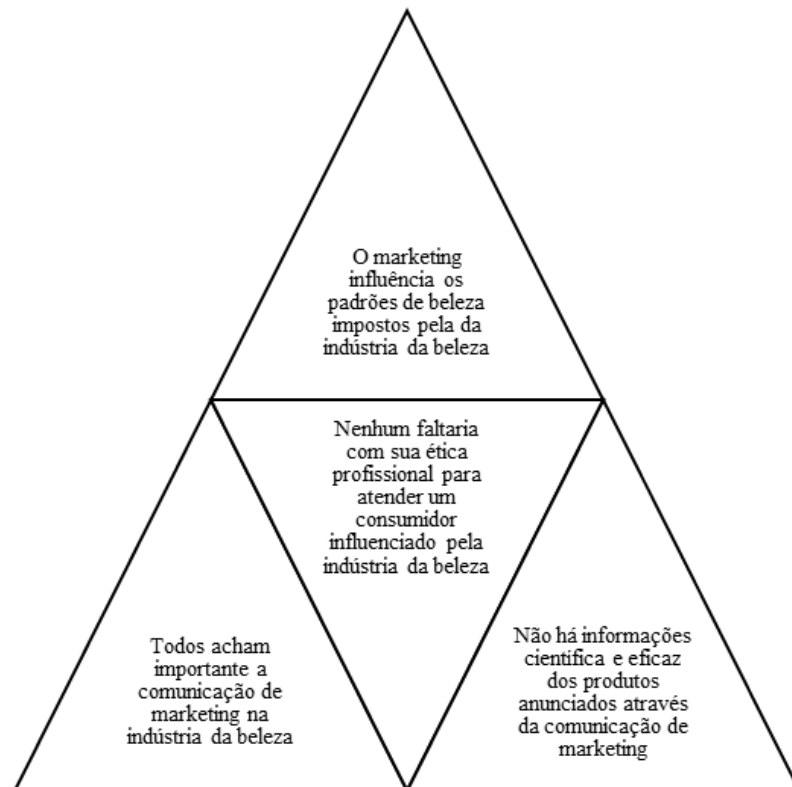 O marketing
influência os
padrões de beleza
impostos pela da
indústria da beleza
Nenhum faltaria
com sua ética
profissional para
atender um
consumidor
influenciado pela
indústria da beleza
Todos acham
importante a
comunicação de
marketing na
indústria da beleza
Não há informações
científica e eficaz
dos produtos
anunciados através
da comunicação de
marketing